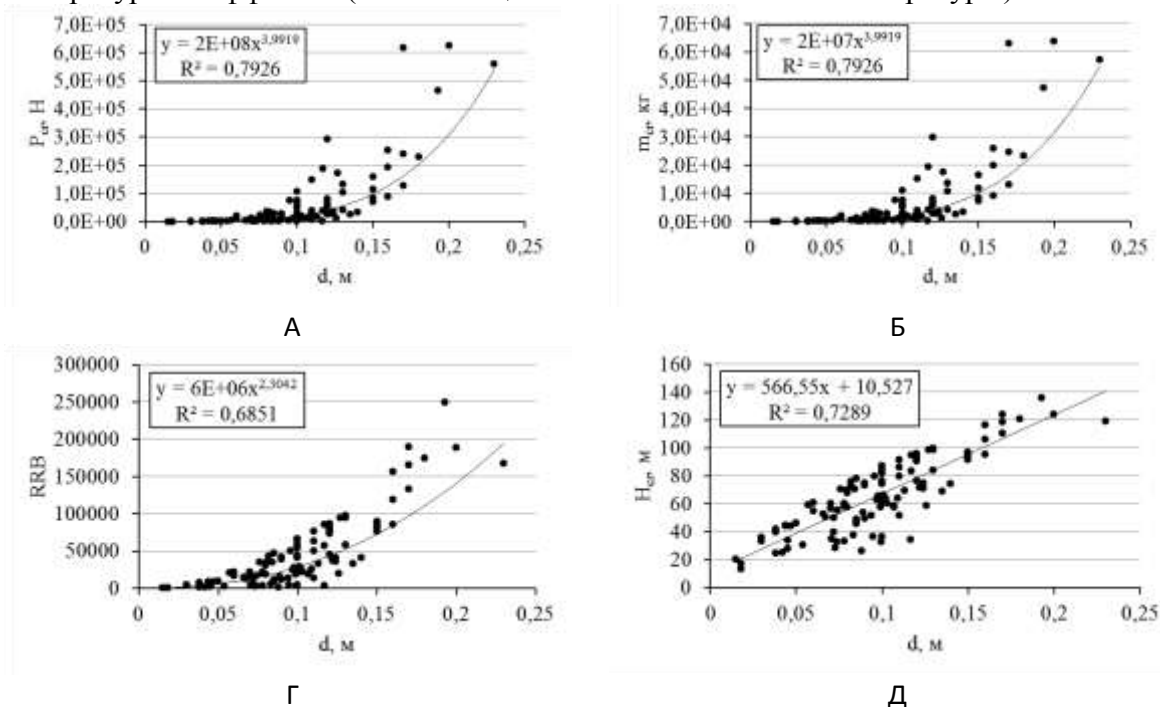 y = 2E+08x^3,9919
R² = 0,7926
7,0E+05
6,0E+05
5,0E+05
4,0E+05
3,0E+05
2,0E+05
1,0E+05
0,0E+00
P_cr, Н
0 0,05 0,1 0,15 0,2 0,25
d, м
А
y = 2E+07x^3,9919
R² = 0,7926
7,0E+04
6,0E+04
5,0E+04
4,0E+04
3,0E+04
2,0E+04
1,0E+04
0,0E+00
m_cr, кг
0 0,05 0,1 0,15 0,2 0,25
d, м
Б
y = 6E+06x^2,3042
R² = 0,6851
300000
250000
200000
150000
100000
50000
0
RRB
0 0,05 0,1 0,15 0,2 0,25
d, м
Г
y = 566,55x + 10,527
R² = 0,7289
160
140
120
100
80
60
40
20
0
H_cr, м
0 0,05 0,1 0,15 0,2 0,25
d, м
Д